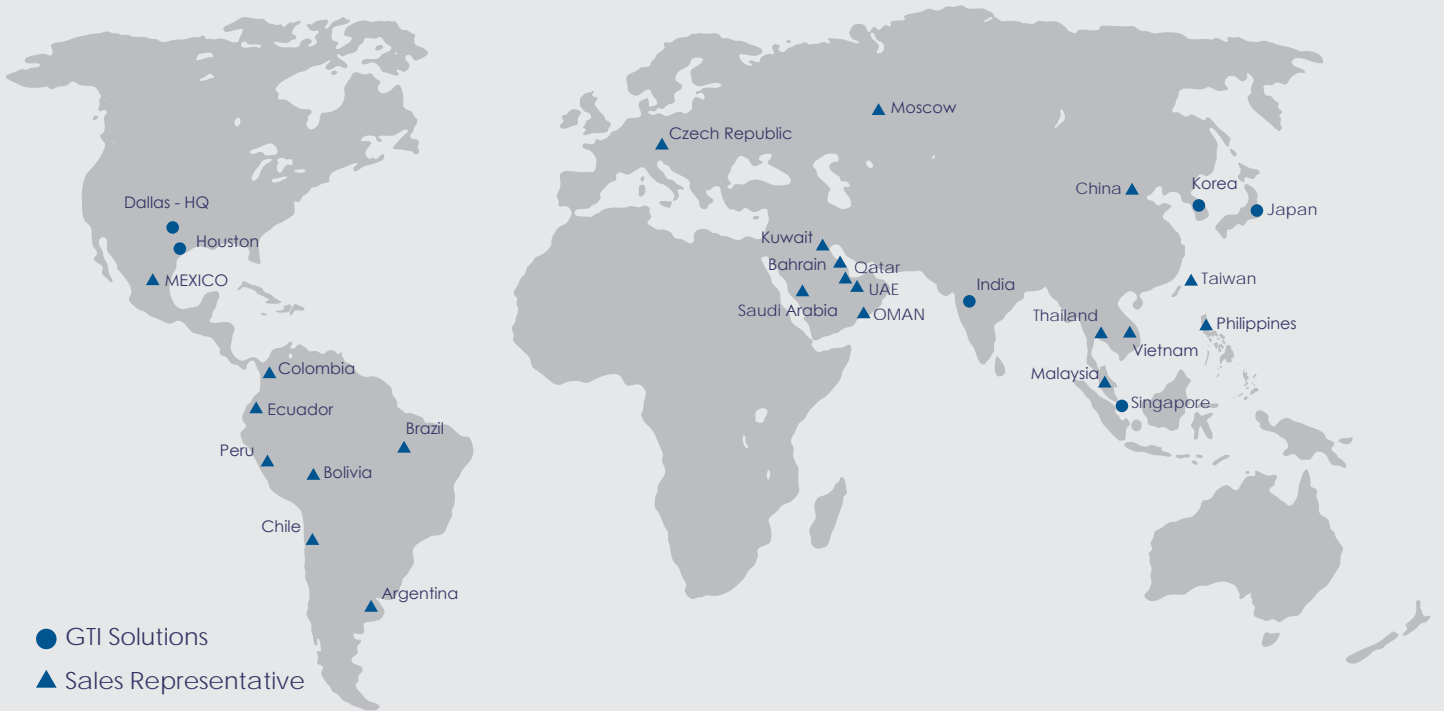 Moscow
Czech Republic
China
Korea
Dallas - HQ
Japan
Houston
Kuwait
Bahrain
Qatar
MEXICO
UAE
India
Taiwan
Saudi Arabia
OMAN
Thailand
Philippines
Vietnam
Colombia
Malaysia
Ecuador
Singapore
Brazil
Peru
Bolivia
Chile
Argentina
GTI Solutions
Sales Representative